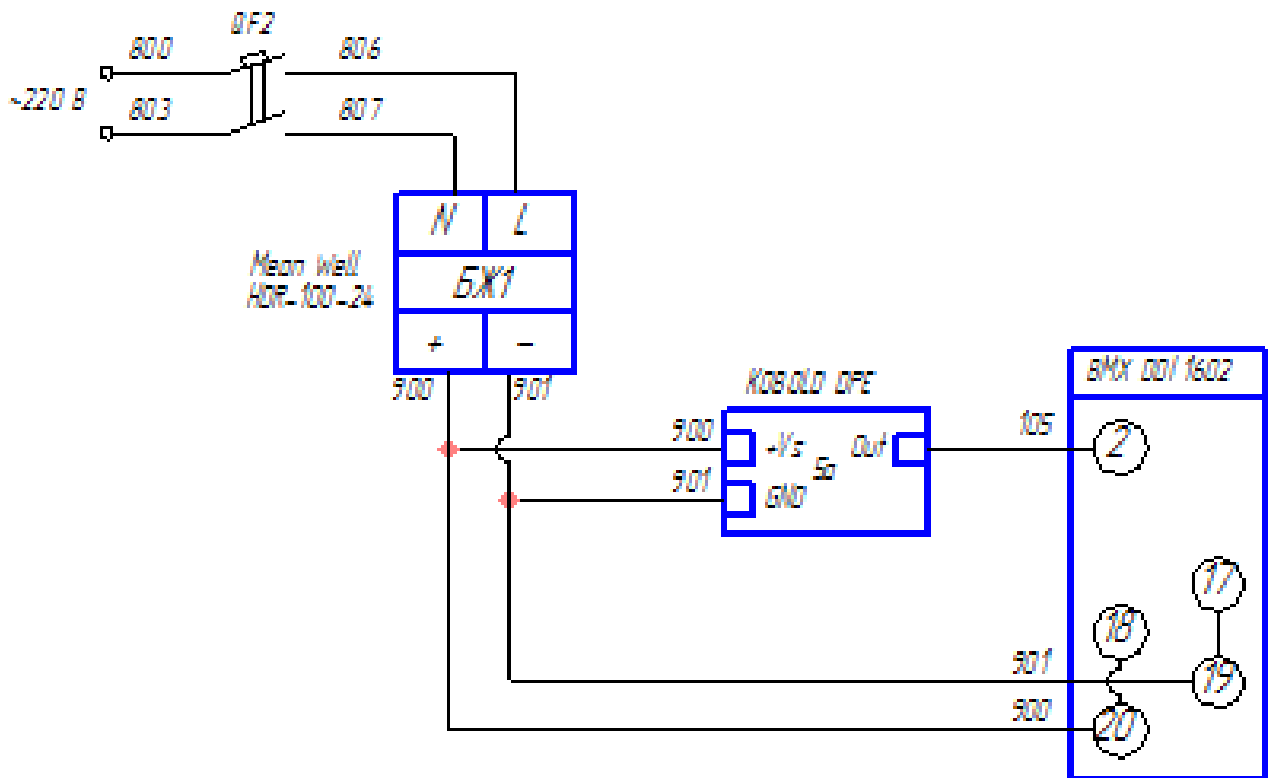 QF2
800
806
~220 В
803
807
N
L
Mean Well
HDR-100-24
БЖ1
+
-
900
901
KOBOLD DFE
BMX DDI 1602
900
+Vs
Out
105
2
5a
901
GND
17
18
901
19
900
20